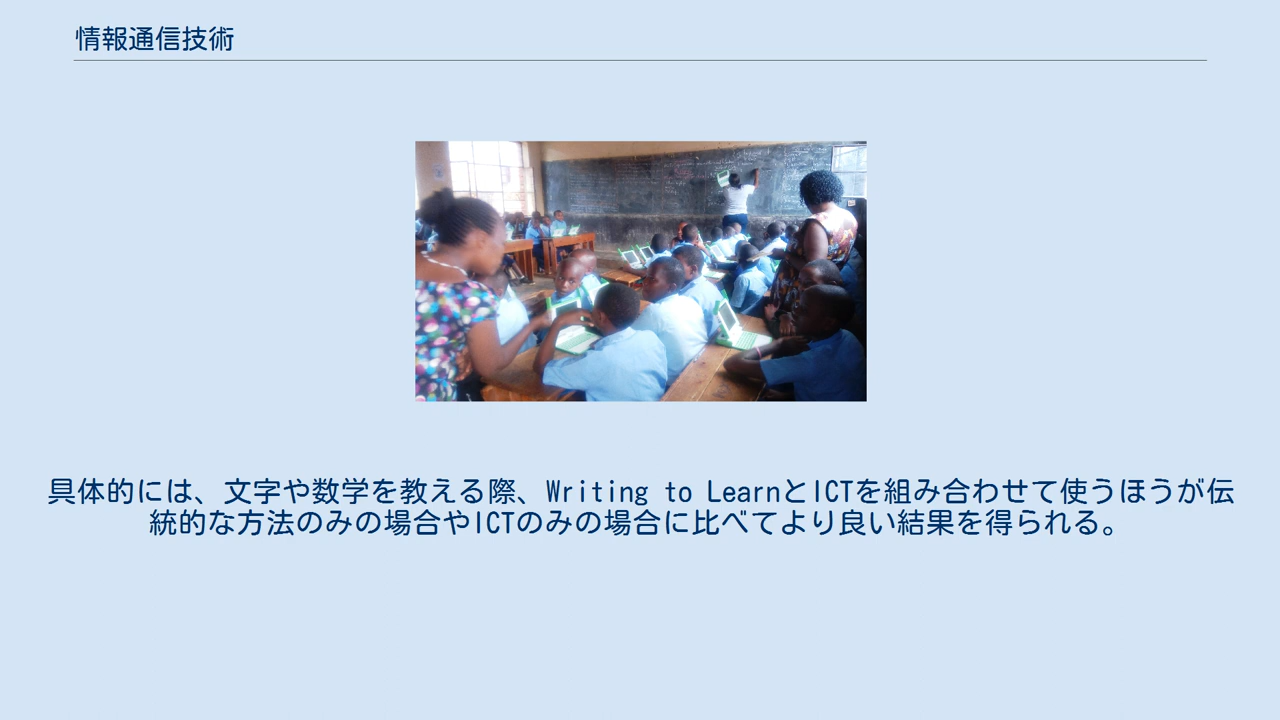 情報通信技術
具体的には、文字や数学を教える際、Writing to LearnとICTを組み合わせて使うほうが伝
統的な方法のみの場合やICTのみの場合に比べてより良い結果を得られる。